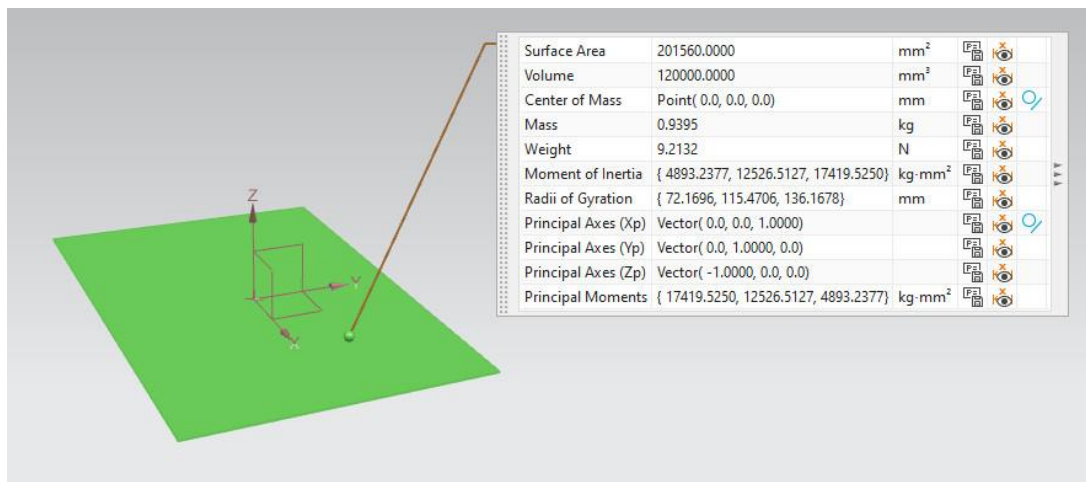 Surface Area 201560.0000 mm²
Volume 120000.0000 mm³
Center of Mass Point( 0.0, 0.0, 0.0) mm
Mass 0.9395 kg
Weight 9.2132 N
Moment of Inertia { 4893.2377, 12526.5127, 17419.5250} kg·mm²
Radii of Gyration { 72.1696, 115.4706, 136.1678} mm
Principal Axes (Xp) Vector( 0.0, 0.0, 1.0000)
Principal Axes (Yp) Vector( 0.0, 1.0000, 0.0)
Principal Axes (Zp) Vector( -1.0000, 0.0, 0.0)
Principal Moments { 17419.5250, 12526.5127, 4893.2377} kg·mm²
Z
Y
X